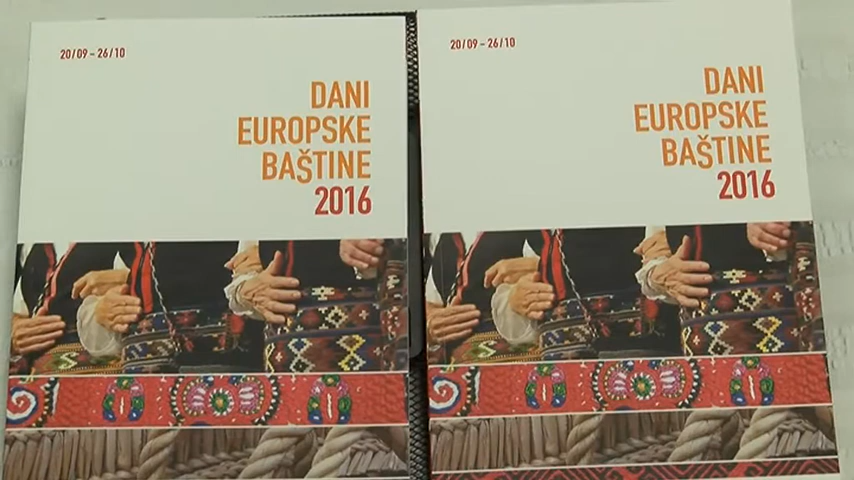 20/09 – 26/10
DANI
EUROPSKE
BAŠTINE
2016
20/09 – 26/10
DANI
EUROPSKE
BAŠTINE
2016